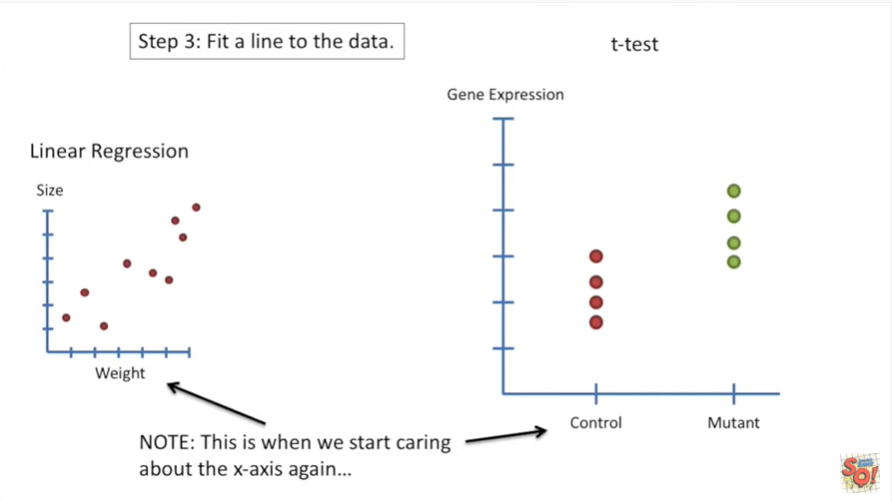 Step 3: Fit a line to the data.
t-test
Gene Expression
Linear Regression
Size
Weight
Control
Mutant
NOTE: This is when we start caring
about the x-axis again...
SQ!